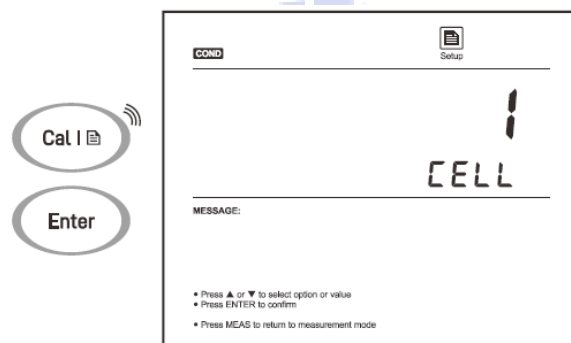 COND
Setup
1
CELL
Cal |
Enter
MESSAGE:
• Press ▲ or ▼ to select option or value
• Press ENTER to confirm
• Press MEAS to return to measurement mode